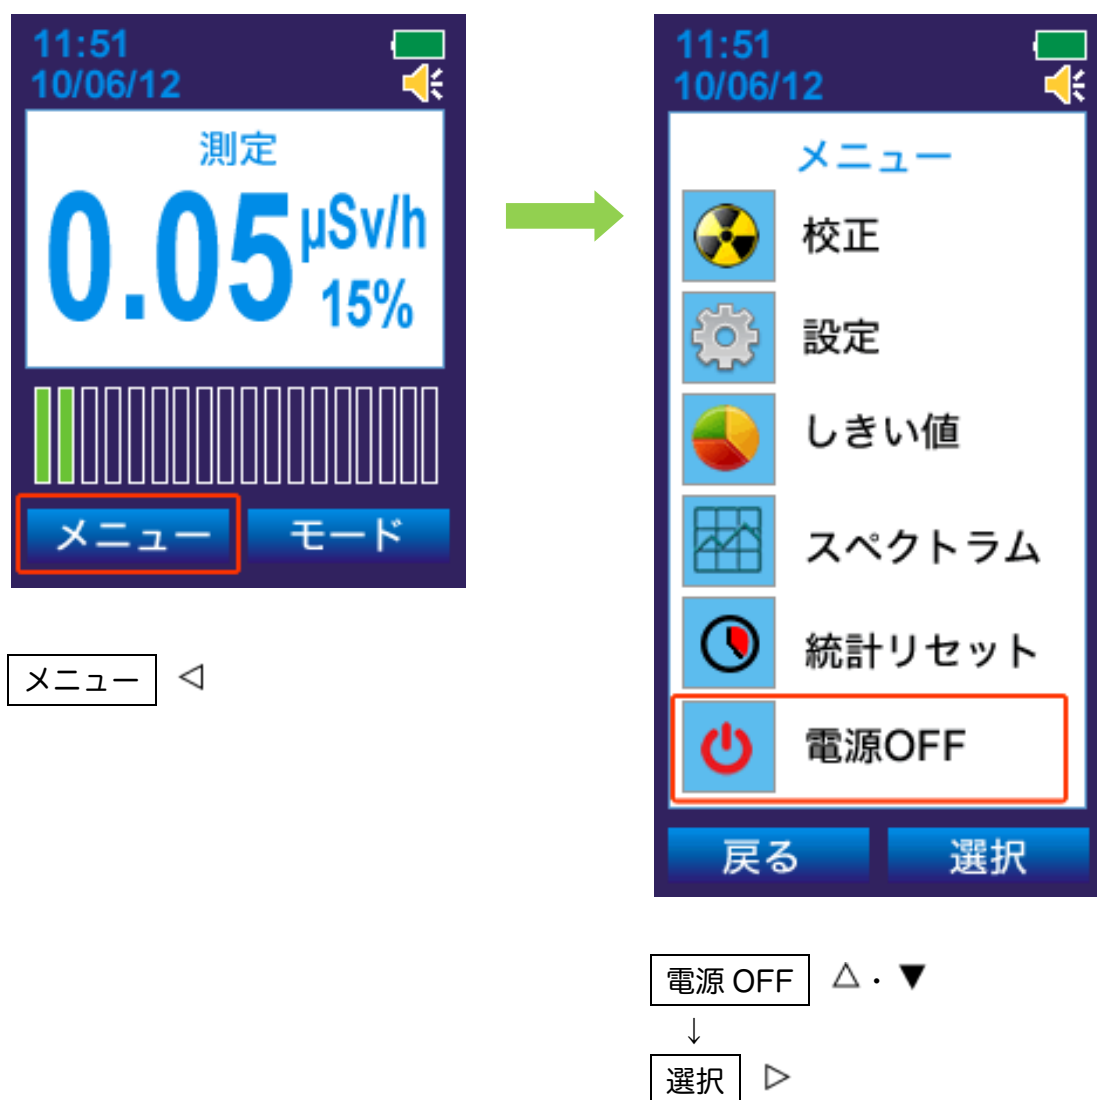 11:51
10/06/12
測定
0.05 μSv/h
15%
メニュー モード
メニュー ◁
11:51
10/06/12
メニュー
校正
設定
しきい値
スペクトラム
統計リセット
電源OFF
戻る 選択
電源 OFF △・▼
↓
選択 ▷